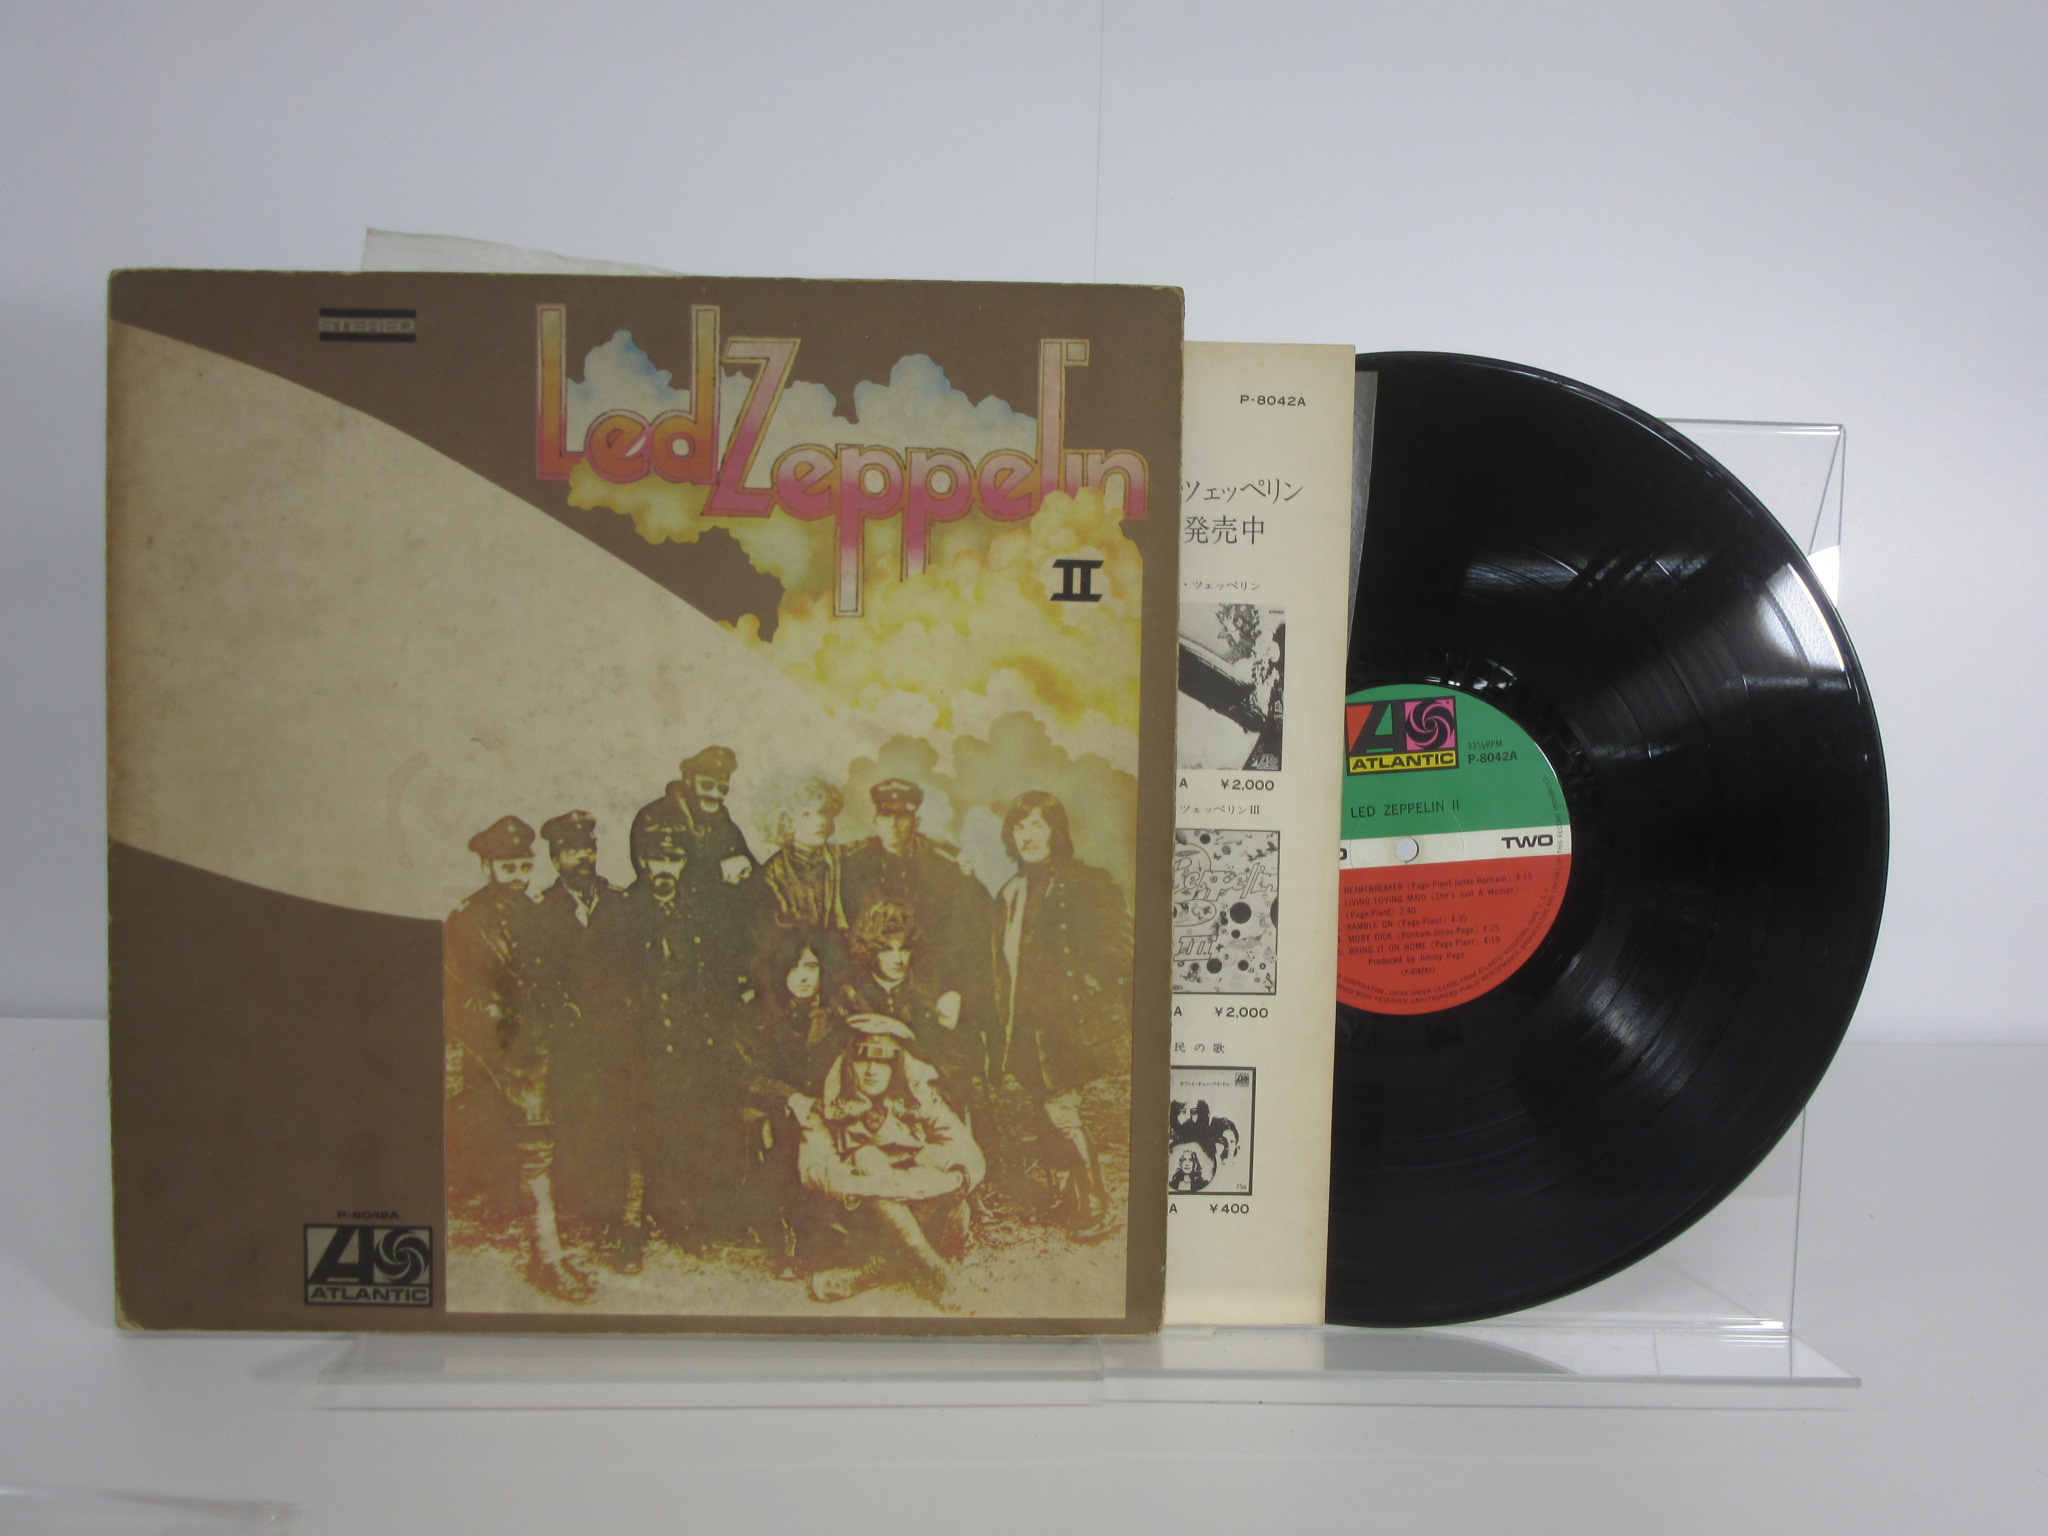 STEREO
Led Zeppelin
II
P-8042A
ATLANTIC
P-8042A
ツェッペリン
発売中
・ツェッペリン
A ¥2,000
ツェッペリンIII
A ¥2,000
民の歌
A ¥400
ATLANTIC
33⅓RPM
P-8042A
LED ZEPPELIN II
TWO
HEARTBREAKER (Page-Plant-Jones-Bonham) 4:15
LIVING LOVING MAID (She's Just A Woman)
(Page-Plant) 2:40
RAMBLE ON (Page-Plant) 4:35
MOBY DICK (Bonham-Jones-Page) 4:25
BRING IT ON HOME (Page-Plant) 4:19
Produced by Jimmy Page
(P-8042A2)